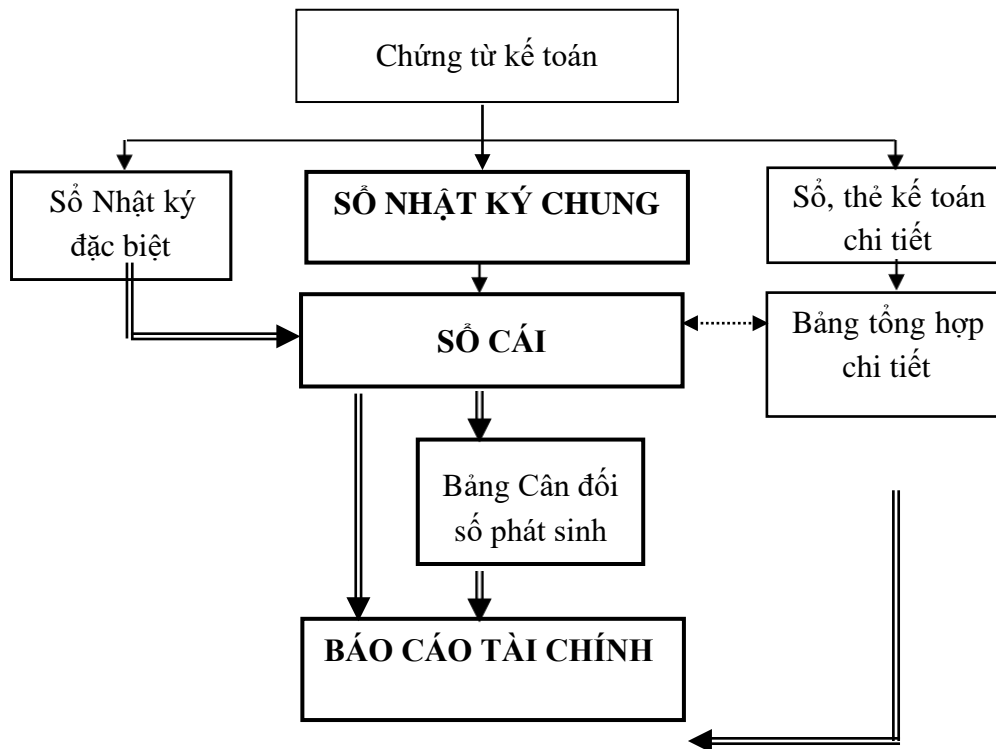 Chứng từ kế toán
Sổ Nhật ký
đặc biệt
SỔ NHẬT KÝ CHUNG
Sổ, thẻ kế toán
chi tiết
SỔ CÁI
Bảng tổng hợp
chi tiết
Bảng Cân đối
số phát sinh
BÁO CÁO TÀI CHÍNH